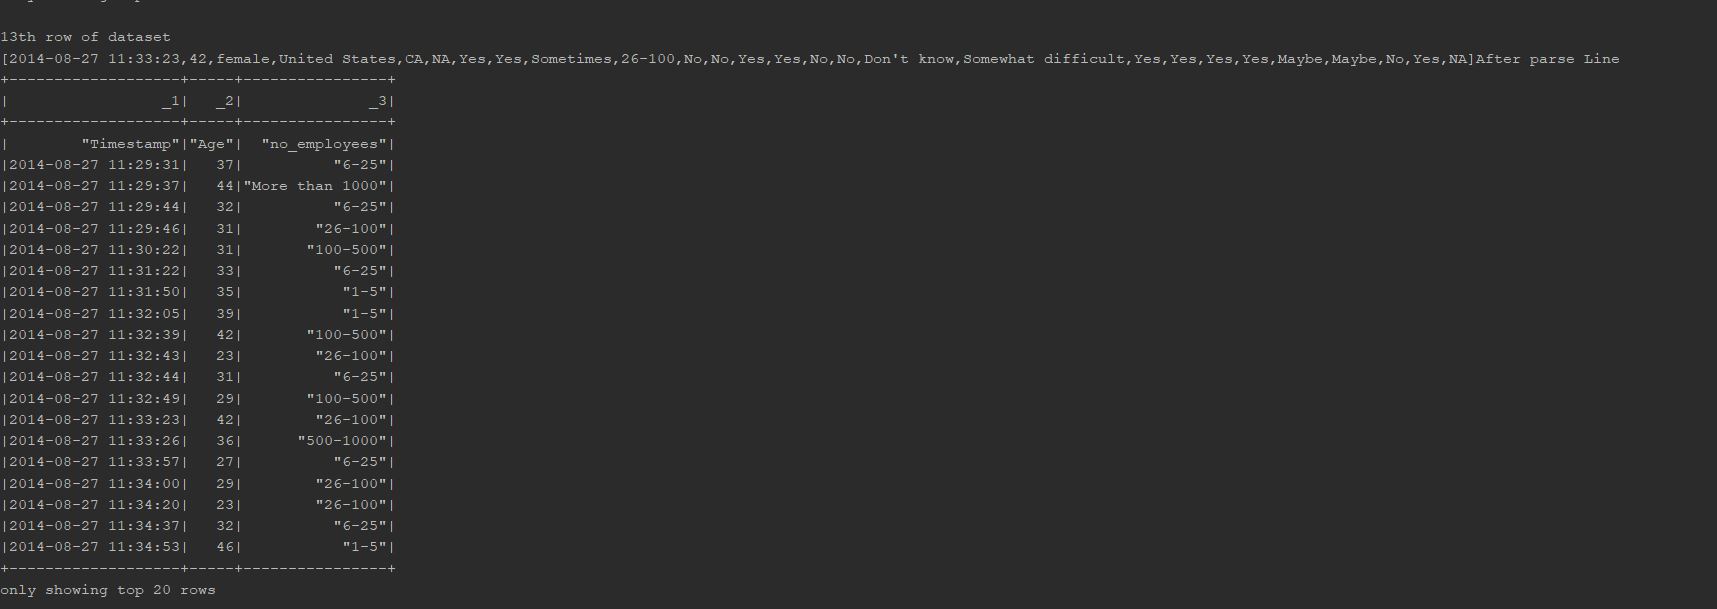 13th row of dataset
[2014-08-27 11:33:23,42,female,United States,CA,NA,Yes,Yes,Sometimes,26-100,No,No,Yes,Yes,No,No,Don't know,Somewhat difficult,Yes,Yes,Yes,Yes,Maybe,Maybe,No,Yes,NA]After parse Line
+-------------------+-----+----------------+
|                 _1|   _2|              _3|
+-------------------+-----+----------------+
|        "Timestamp"|"Age"|  "no_employees"|
|2014-08-27 11:29:31|   37|          "6-25"|
|2014-08-27 11:29:37|   44|"More than 1000"|
|2014-08-27 11:29:44|   32|          "6-25"|
|2014-08-27 11:29:46|   31|        "26-100"|
|2014-08-27 11:30:22|   31|       "100-500"|
|2014-08-27 11:31:22|   33|          "6-25"|
|2014-08-27 11:31:50|   35|           "1-5"|
|2014-08-27 11:32:05|   39|           "1-5"|
|2014-08-27 11:32:39|   42|       "100-500"|
|2014-08-27 11:32:43|   23|        "26-100"|
|2014-08-27 11:32:44|   31|          "6-25"|
|2014-08-27 11:32:49|   29|       "100-500"|
|2014-08-27 11:33:23|   42|        "26-100"|
|2014-08-27 11:33:26|   36|      "500-1000"|
|2014-08-27 11:33:57|   27|          "6-25"|
|2014-08-27 11:34:00|   29|        "26-100"|
|2014-08-27 11:34:20|   23|        "26-100"|
|2014-08-27 11:34:37|   32|          "6-25"|
|2014-08-27 11:34:53|   46|           "1-5"|
+-------------------+-----+----------------+
only showing top 20 rows